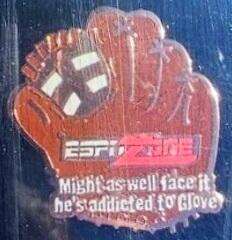 ESPN ZONE
Might as well face it
he's addicted to Glove